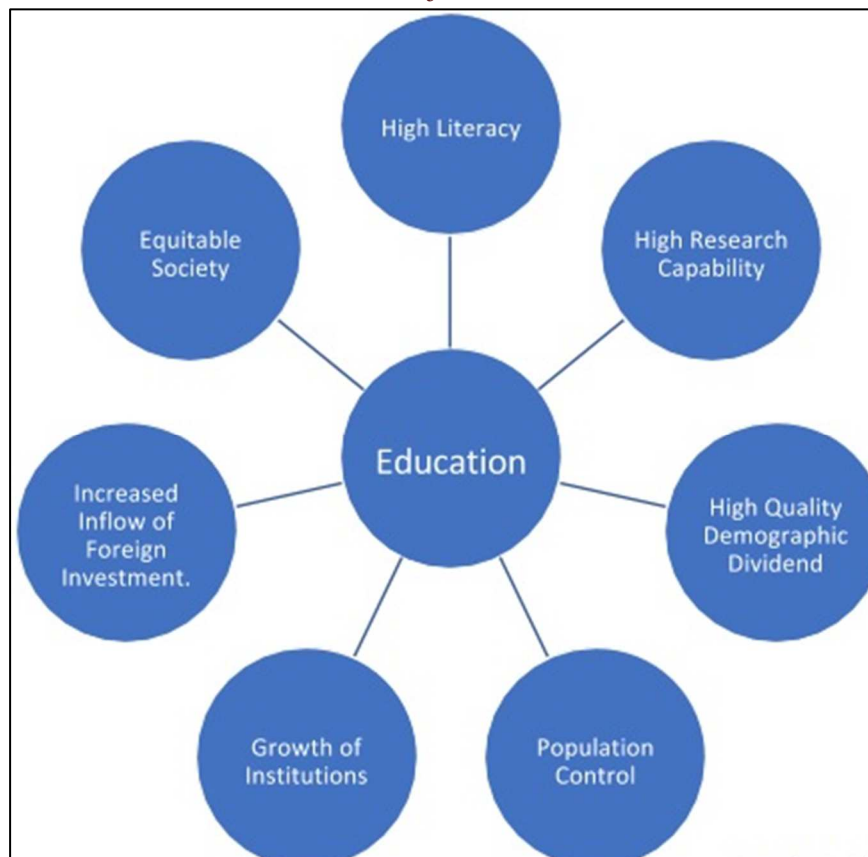 High Literacy
High Research
Capability
High Quality
Demographic
Dividend
Population
Control
Growth of
Institutions
Increased
Inflow of
Foreign
Investment.
Equitable
Society
Education